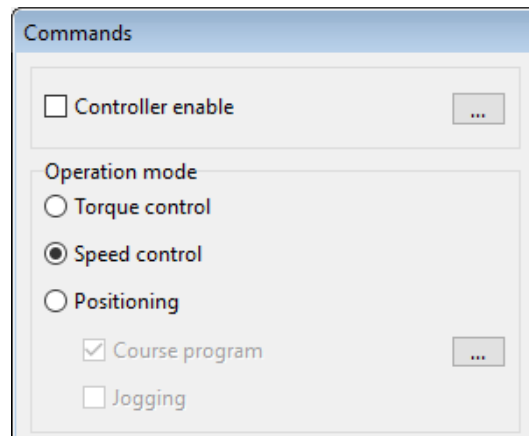 Commands
Controller enable
...
Operation mode
Torque control
Speed control
Positioning
Course program
...
Jogging